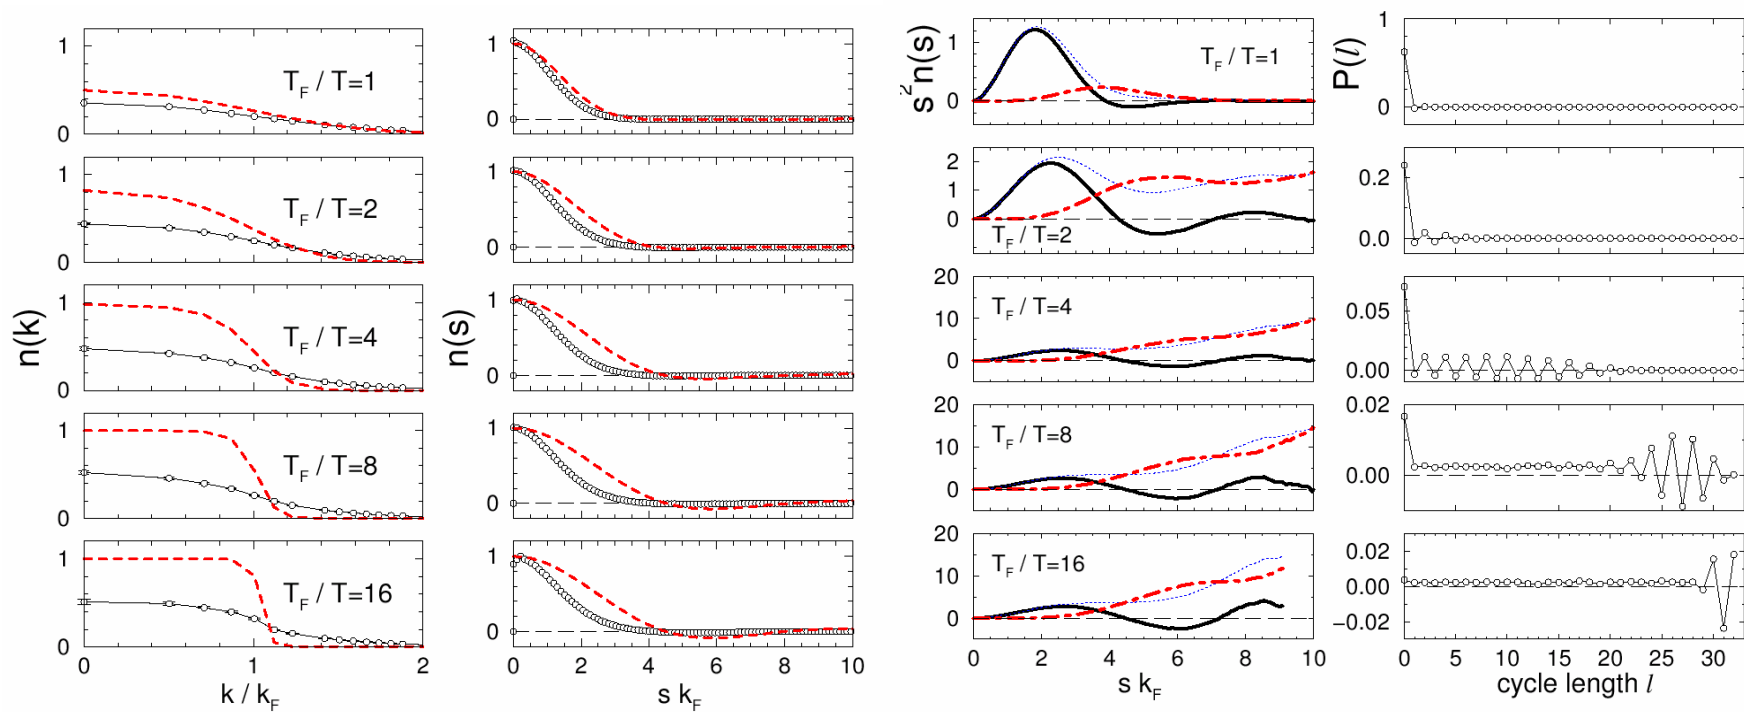 n(k)
1
0
T_F / T=1
1
0
T_F / T=2
1
0
T_F / T=4
1
0
T_F / T=8
1
0
T_F / T=16
0 1 2
k / k_F
n(s)
1
0
1
0
1
0
1
0
1
0
0 2 4 6 8 10
s k_F
s²n(s)
1
0
T_F / T=1
2
1
0
T_F / T=2
20
10
0
T_F / T=4
20
10
0
T_F / T=8
20
10
0
T_F / T=16
0 2 4 6 8 10
s k_F
P(l)
1
0
0.2
0.0
0.05
0.00
0.02
0.00
0.02
0.00
−0.02
0 5 10 15 20 25 30
cycle length l